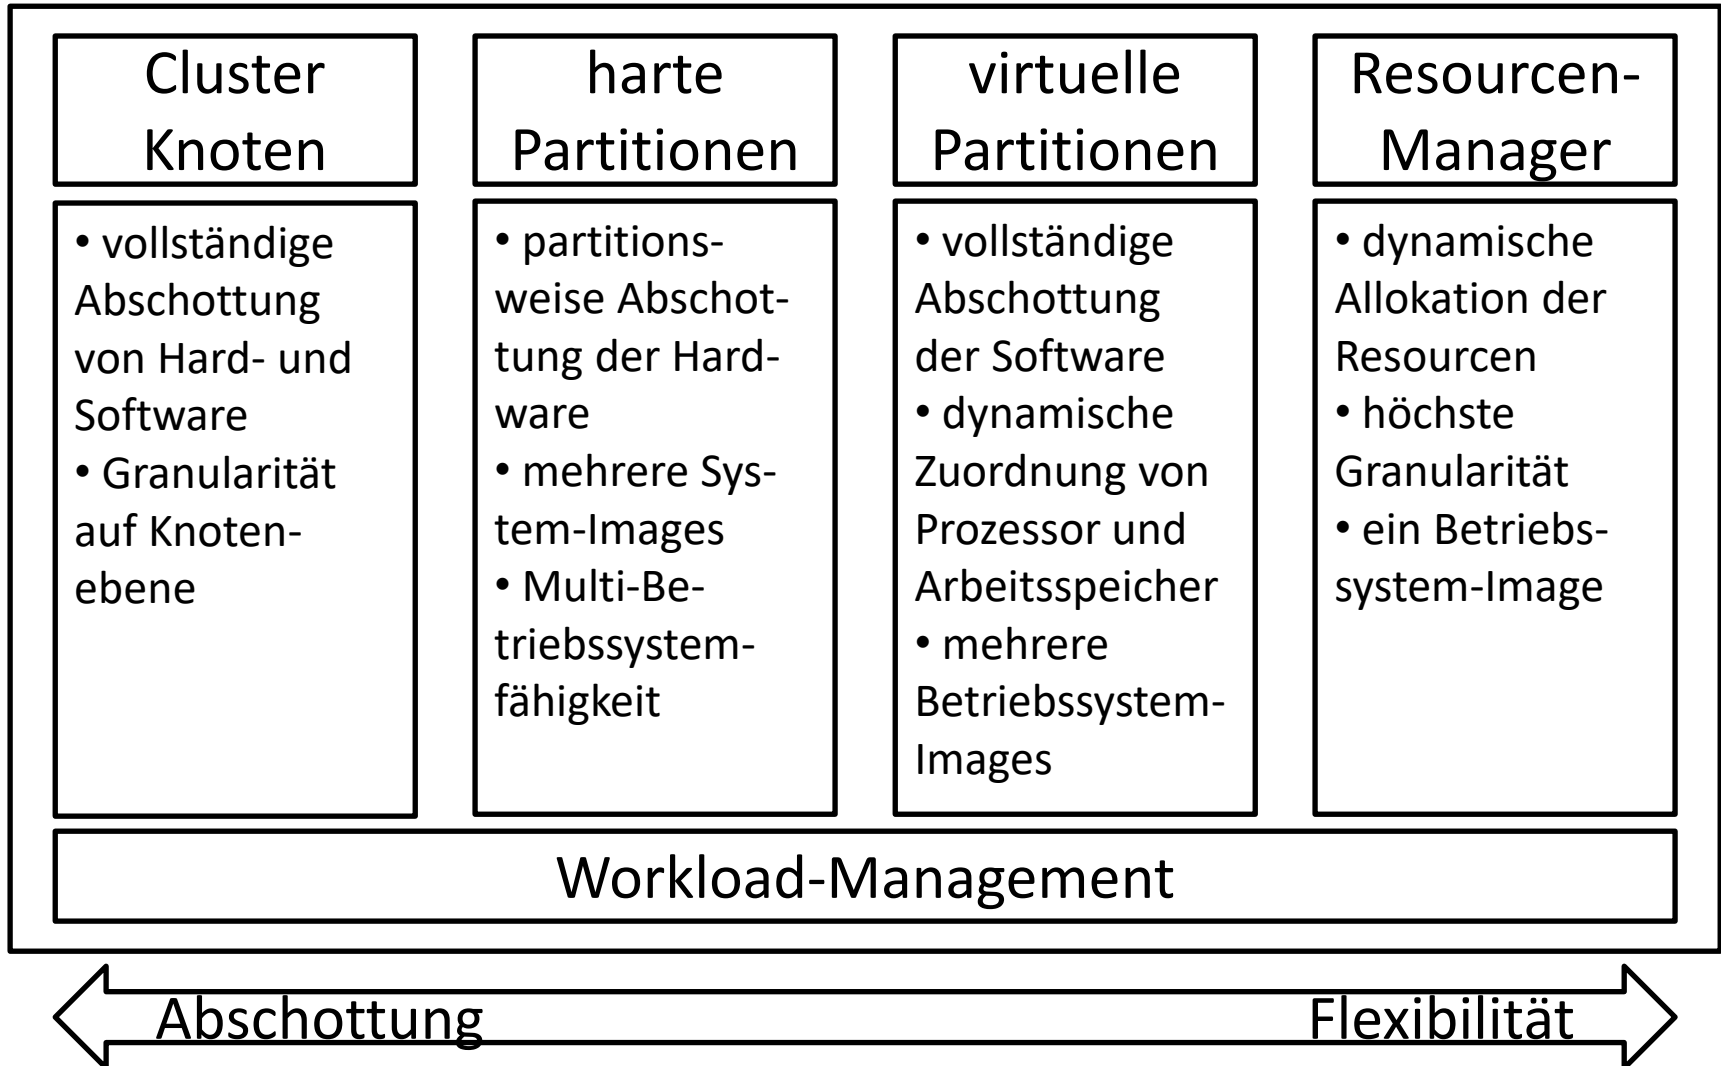 Cluster
Knoten
harte
Partitionen
virtuelle
Partitionen
Resourcen-
Manager
• vollständige
Abschottung
von Hard- und
Software
• Granularität
auf Knoten-
ebene
• partitions-
weise Abschot-
tung der Hard-
ware
• mehrere Sys-
tem-Images
• Multi-Be-
triebssystem-
fähigkeit
• vollständige
Abschottung
der Software
• dynamische
Zuordnung von
Prozessor und
Arbeitsspeicher
• mehrere
Betriebssystem-
Images
• dynamische
Allokation der
Resourcen
• höchste
Granularität
• ein Betriebs-
system-Image
Workload-Management
Abschottung
Flexibilität